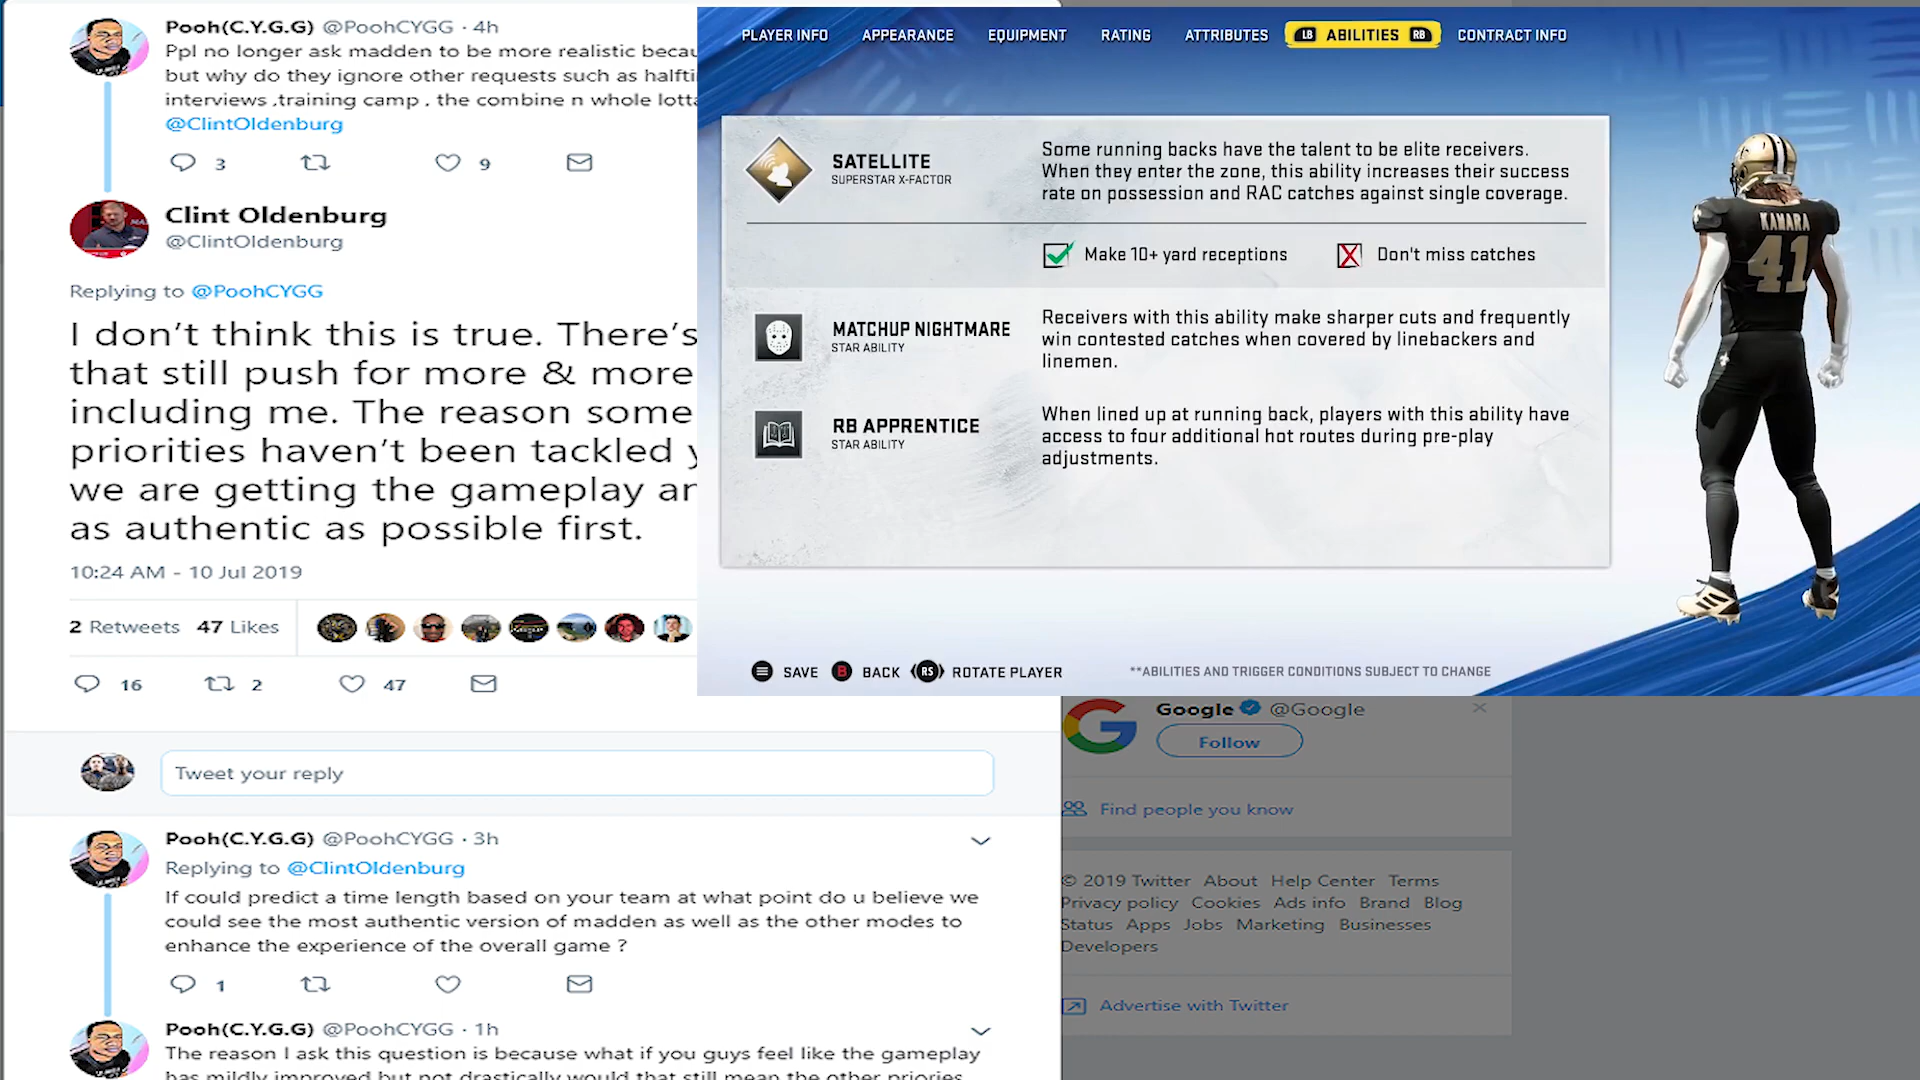 Pooh(C.Y.G.G) @PoohCYGG · 4h
Ppl no longer ask madden to be more realistic
but why do they ignore other requests such as
interviews ,training camp , the combine n whole
@ClintOldenburg
3
9
Clint Oldenburg
@ClintOldenburg
Replying to @PoohCYGG
I don't think this is true. There's
that still push for more & more
including me. The reason some
priorities haven't been tackled
we are getting the gameplay
as authentic as possible first.
10:24 AM - 10 Jul 2019
2 Retweets 47 Likes
16
2
47
Tweet your reply
Pooh(C.Y.G.G) @PoohCYGG · 3h
Replying to @ClintOldenburg
If could predict a time length based on your team at what point do u believe we
could see the most authentic version of madden as well as the other modes to
enhance the experience of the overall game ?
1
Pooh(C.Y.G.G) @PoohCYGG · 1h
The reason I ask this question is because what if you guys feel like the gameplay
has mildly improved but not drastically would that still mean the other priories
PLAYER INFO
APPEARANCE
EQUIPMENT
RATING
ATTRIBUTES
LB ABILITIES RB
CONTRACT INFO
SATELLITE
SUPERSTAR X-FACTOR
Some running backs have the talent to be elite receivers.
When they enter the zone, this ability increases their success
rate on possession and RAC catches against single coverage.
Make 10+ yard receptions
Don't miss catches
MATCHUP NIGHTMARE
STAR ABILITY
Receivers with this ability make sharper cuts and frequently
win contested catches when covered by linebackers and
linemen.
RB APPRENTICE
STAR ABILITY
When lined up at running back, players with this ability have
access to four additional hot routes during pre-play
adjustments.
KAMARA
41
SAVE
B BACK
RS ROTATE PLAYER
**ABILITIES AND TRIGGER CONDITIONS SUBJECT TO CHANGE
Google @Google
Follow
Find people you know
© 2019 Twitter About Help Center Terms
Privacy policy Cookies Ads info Brand Blog
Status Apps Jobs Marketing Businesses
Developers
Advertise with Twitter